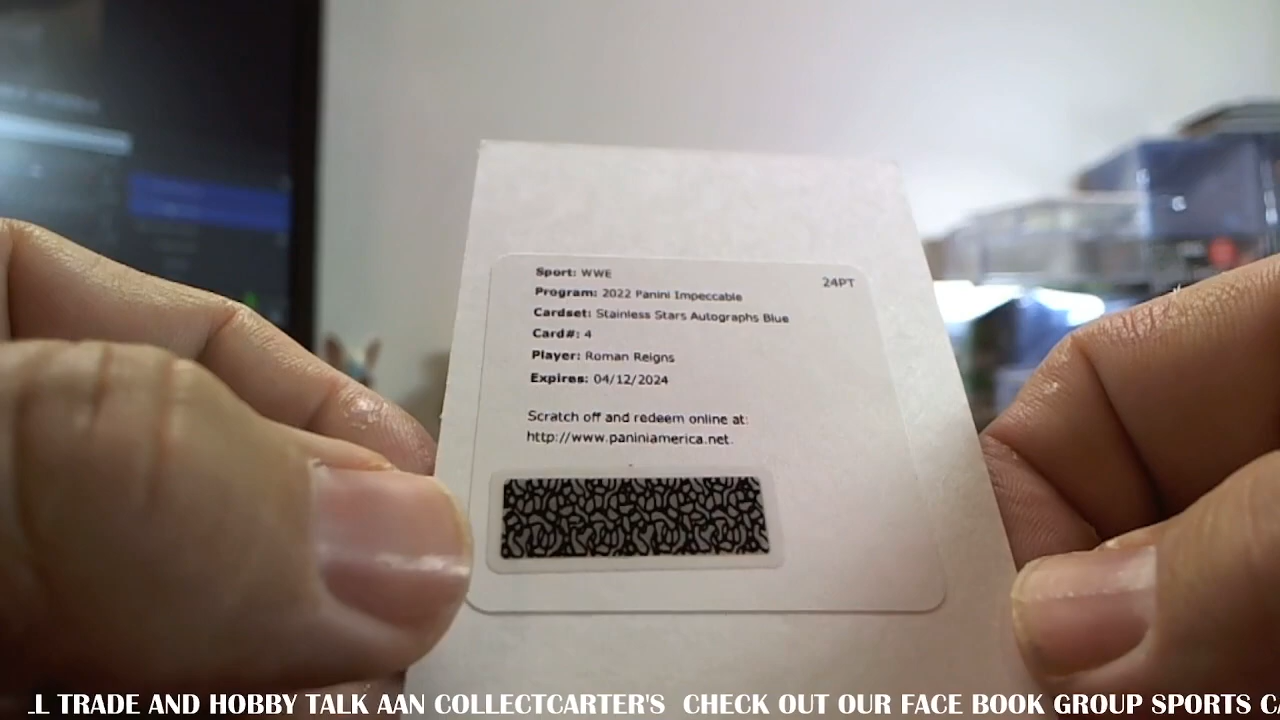 Sport: WWE
24PT
Program: 2022 Panini Impeccable
Cardset: Stainless Stars Autographs Blue
Card#: 4
Player: Roman Reigns
Expires: 04/12/2024
Scratch off and redeem online at:
http://www.paniniamerica.net.
L TRADE AND HOBBY TALK AAN COLLECTCARTER'S CHECK OUT OUR FACE BOOK GROUP SPORTS